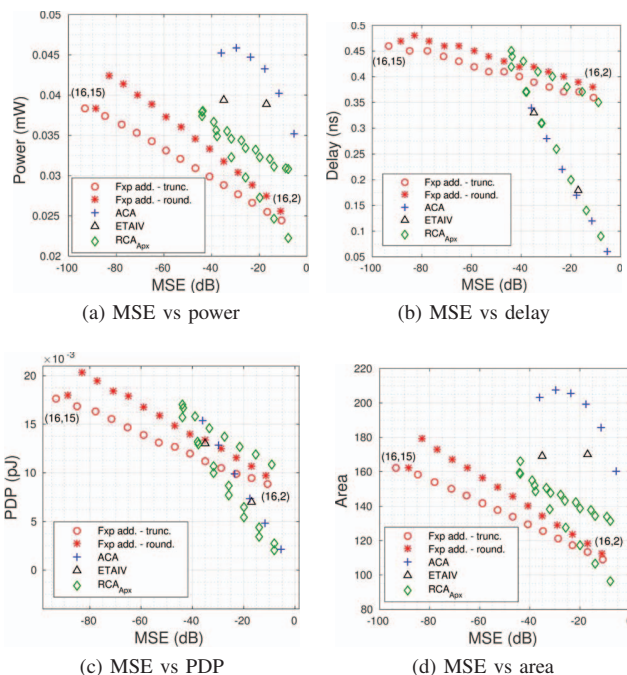 0.05
0.045
0.04
0.035
0.03
0.025
0.02
Power (mW)
(16,15)
(16,2)
Fxp add. - trunc.
Fxp add. - round.
ACA
ETAIV
RCA_Apx
-100 -80 -60 -40 -20 0
MSE (dB)
(a) MSE vs power
0.5
0.45
0.4
0.35
0.3
0.25
0.2
0.15
0.1
0.05
Delay (ns)
(16,15)
(16,2)
Fxp add. - trunc.
Fxp add. - round.
ACA
ETAIV
RCA_Apx
-100 -80 -60 -40 -20 0
MSE (dB)
(b) MSE vs delay
×10⁻³
20
15
10
5
0
PDP (pJ)
(16,15)
(16,2)
Fxp add. - trunc.
Fxp add. - round.
ACA
ETAIV
RCA_Apx
-80 -60 -40 -20 0
MSE (dB)
(c) MSE vs PDP
220
200
180
160
140
120
100
80
Area
(16,15)
(16,2)
Fxp add. - trunc.
Fxp add. - round.
ACA
ETAIV
RCA_Apx
-100 -80 -60 -40 -20 0
MSE (dB)
(d) MSE vs area